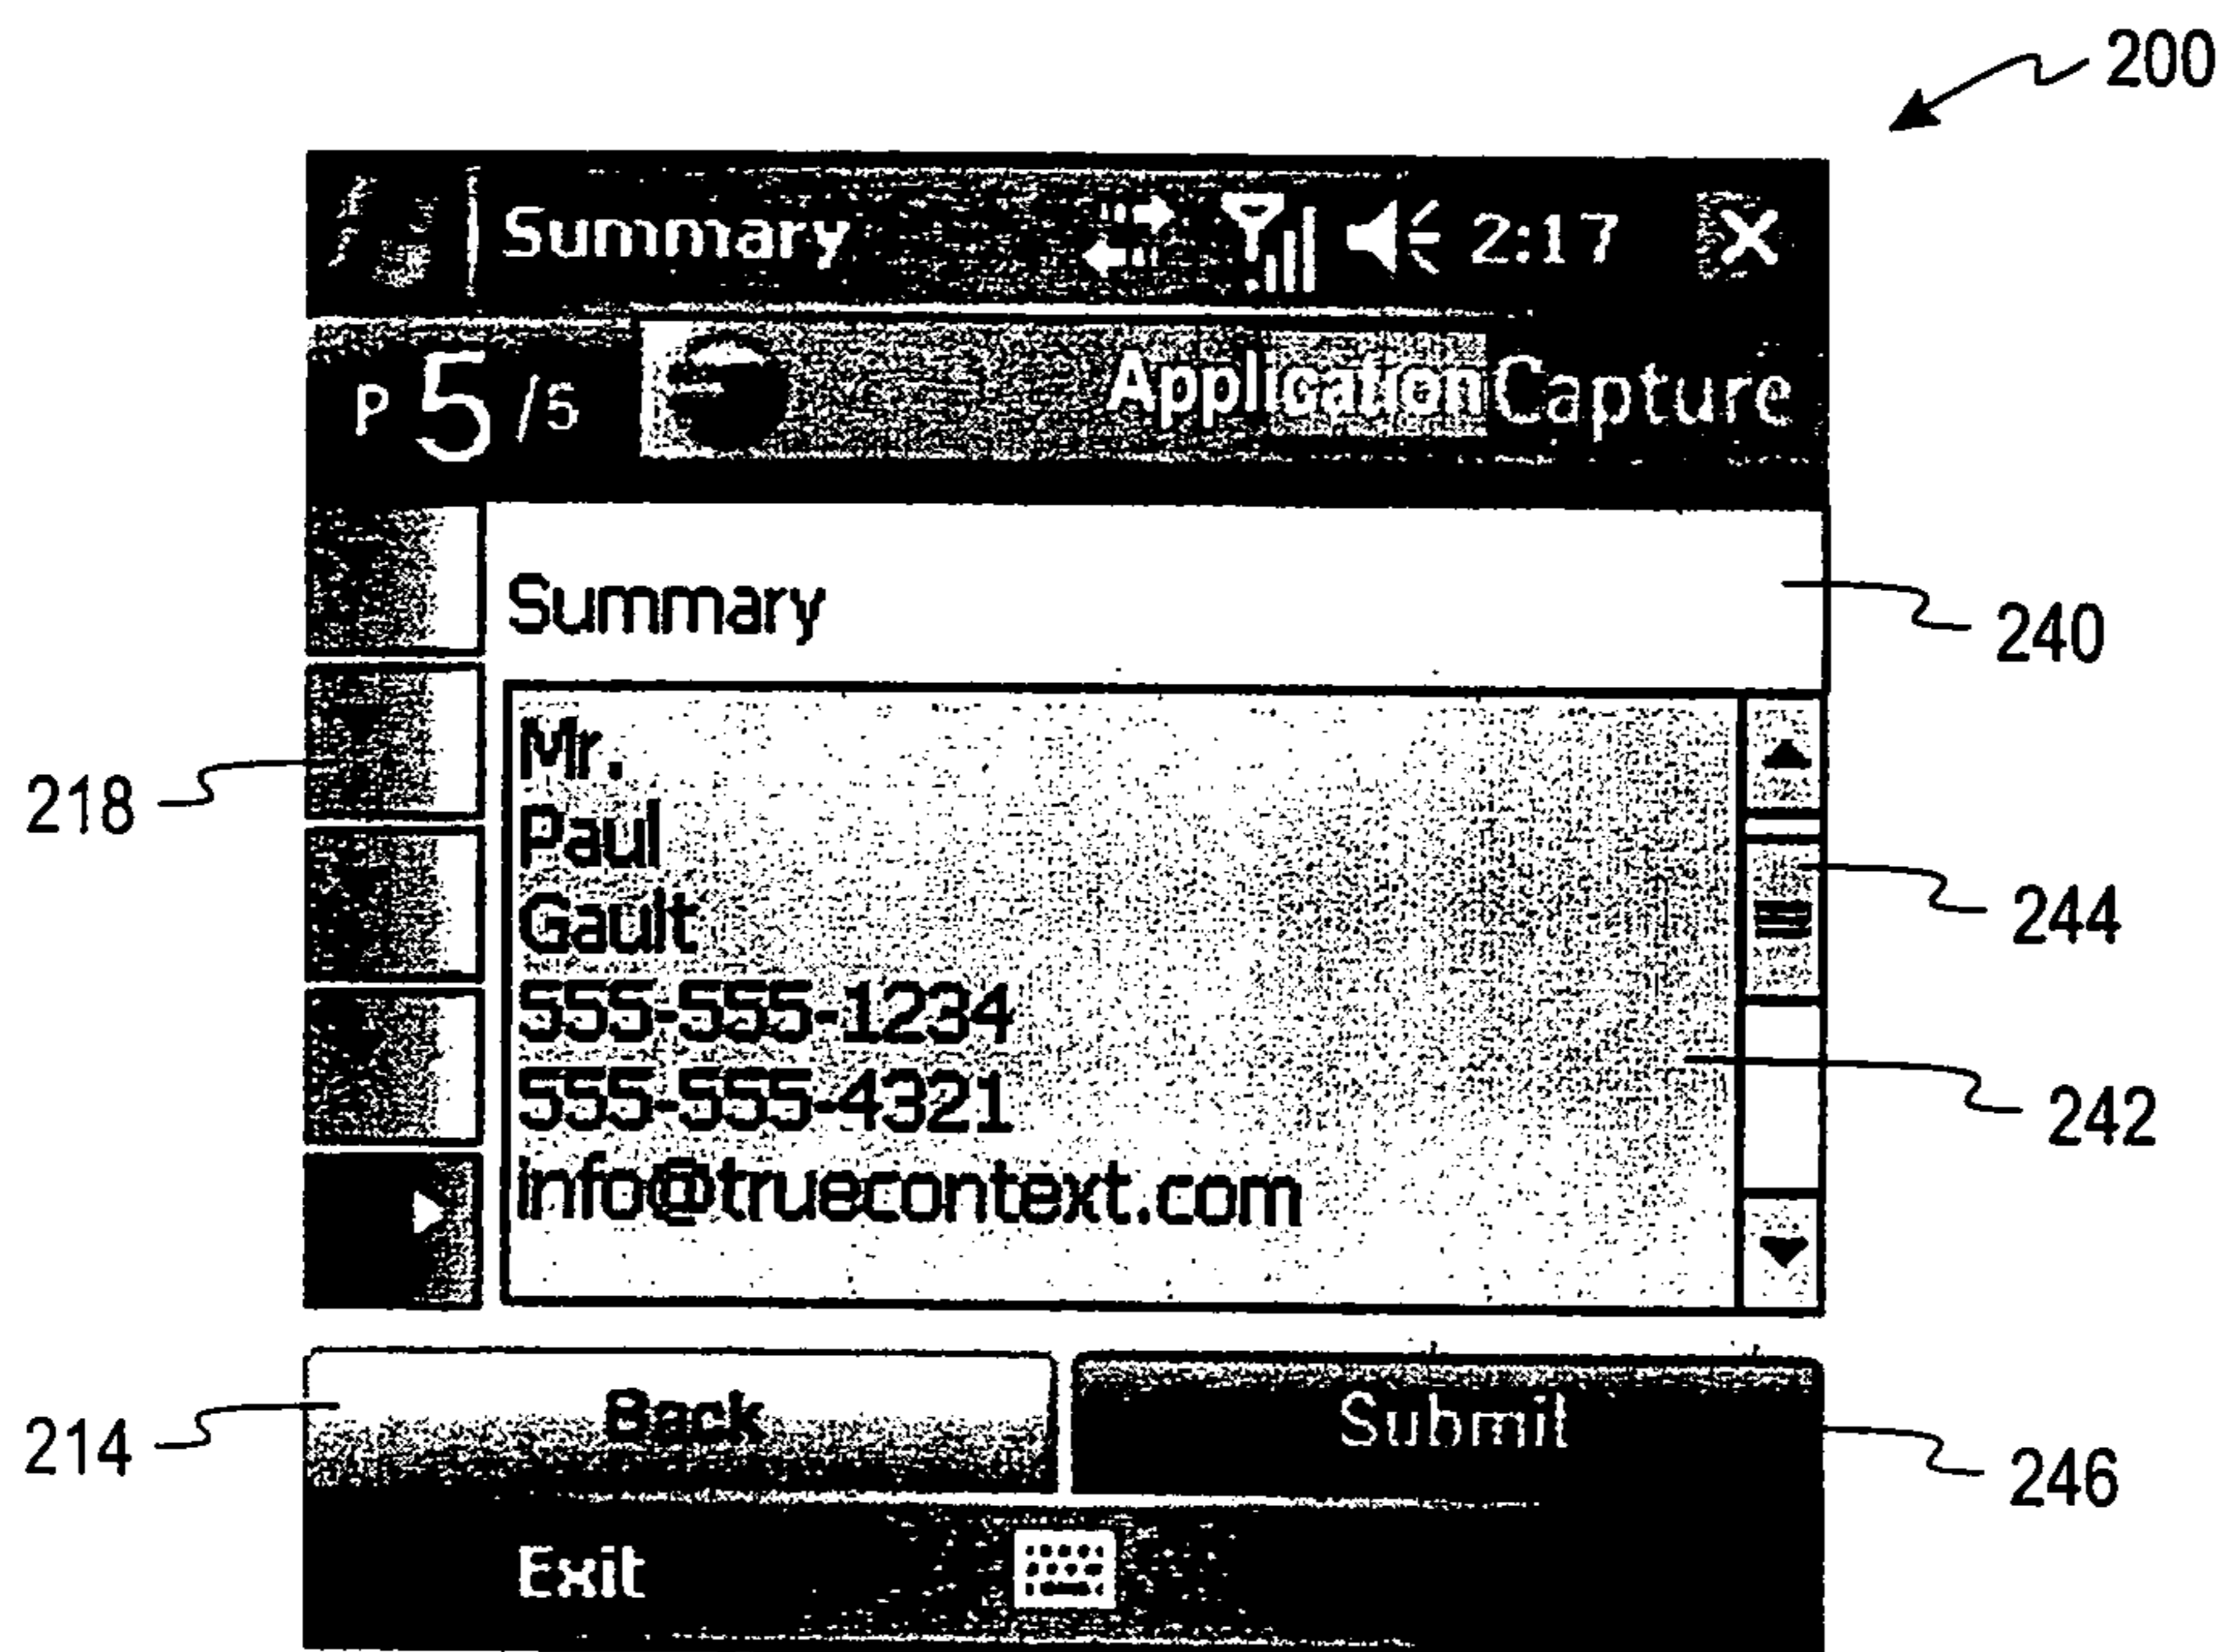 200
Summary 2:17
P 5/5 Application Capture
Summary
240
Mr.
218
Paul
244
Gault
555-555-1234
555-555-4321
242
info@truecontext.com
Back Submit
214
246
Exit